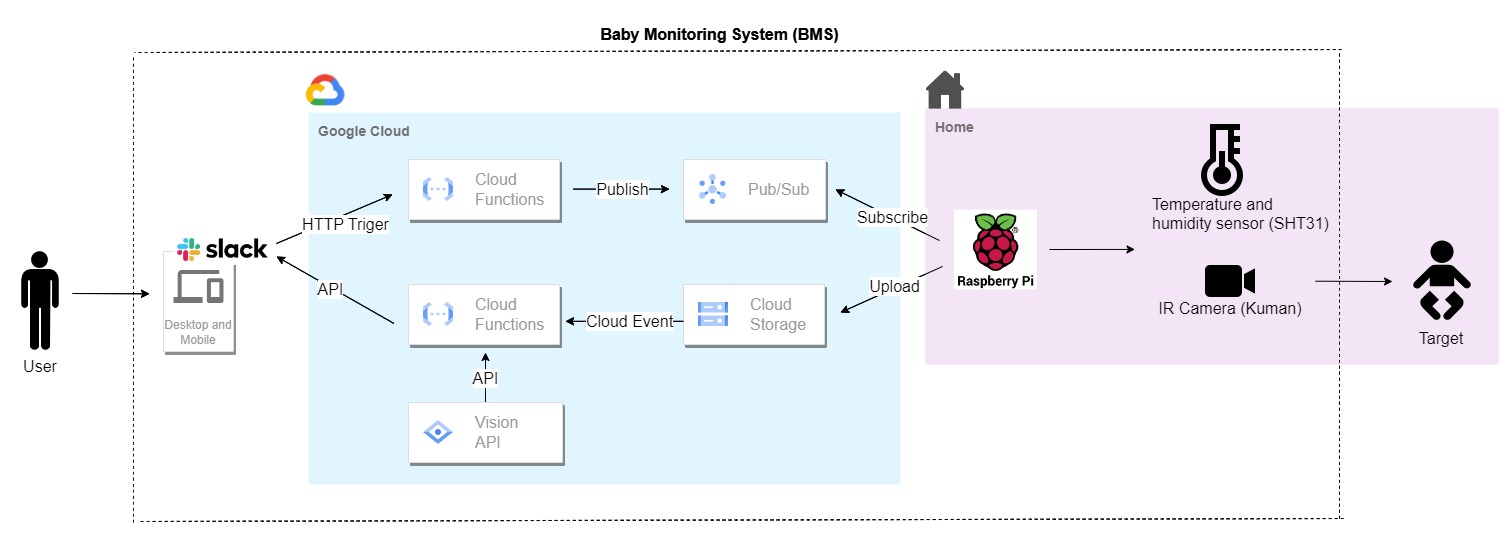 Baby Monitoring System (BMS)
Google Cloud
Home
Cloud
Functions
Publish
Pub/Sub
Subscribe
HTTP Triger
slack
Desktop and
Mobile
User
API
Cloud
Functions
Cloud Event
Cloud
Storage
Upload
API
Vision
API
®
Raspberry Pi
Temperature and
humidity sensor (SHT31)
IR Camera (Kuman)
Target